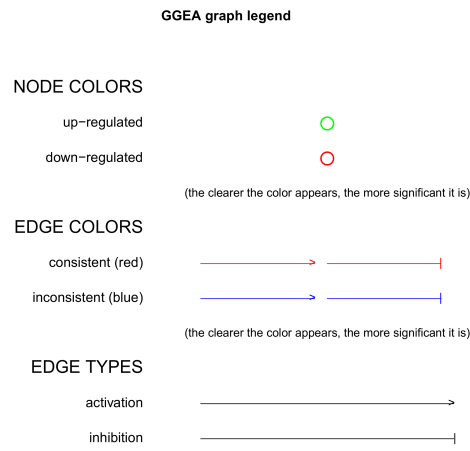 GGEA graph legend
NODE COLORS
up−regulated
down−regulated
(the clearer the color appears, the more significant it is)
EDGE COLORS
consistent (red)
inconsistent (blue)
(the clearer the color appears, the more significant it is)
EDGE TYPES
activation
inhibition